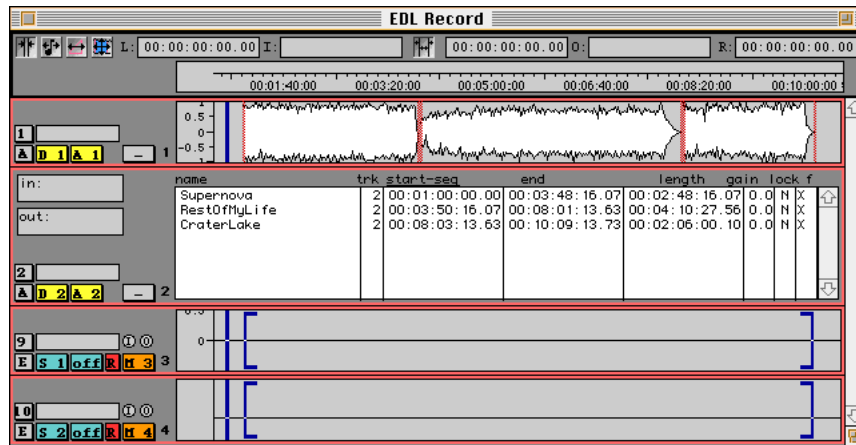 EDL Record
L: 00:00:00:00.00 I: 00:00:00:00.00 O: R: 00:00:00:00.00
00:01:40:00 00:03:20:00 00:05:00:00 00:06:40:00 00:08:20:00 00:10:00:00
1
0.5
0
-0.5
1
A D 1 A 1 — 1
in:
out:
name trk start-seq end length gain lock f
Supernova 2 00:01:00:00.00 00:03:48:16.07 00:02:48:16.07 0.0 N X
RestOfMyLife 2 00:03:50:16.07 00:08:01:13.63 00:04:10:27.56 0.0 N X
CraterLake 2 00:08:03:13.63 00:10:09:13.73 00:02:06:00.10 0.0 N X
2
A D 2 A 2 — 2
0
9 I O
E S 1 off R M 3 3
10 I O
E S 2 off R M 4 4